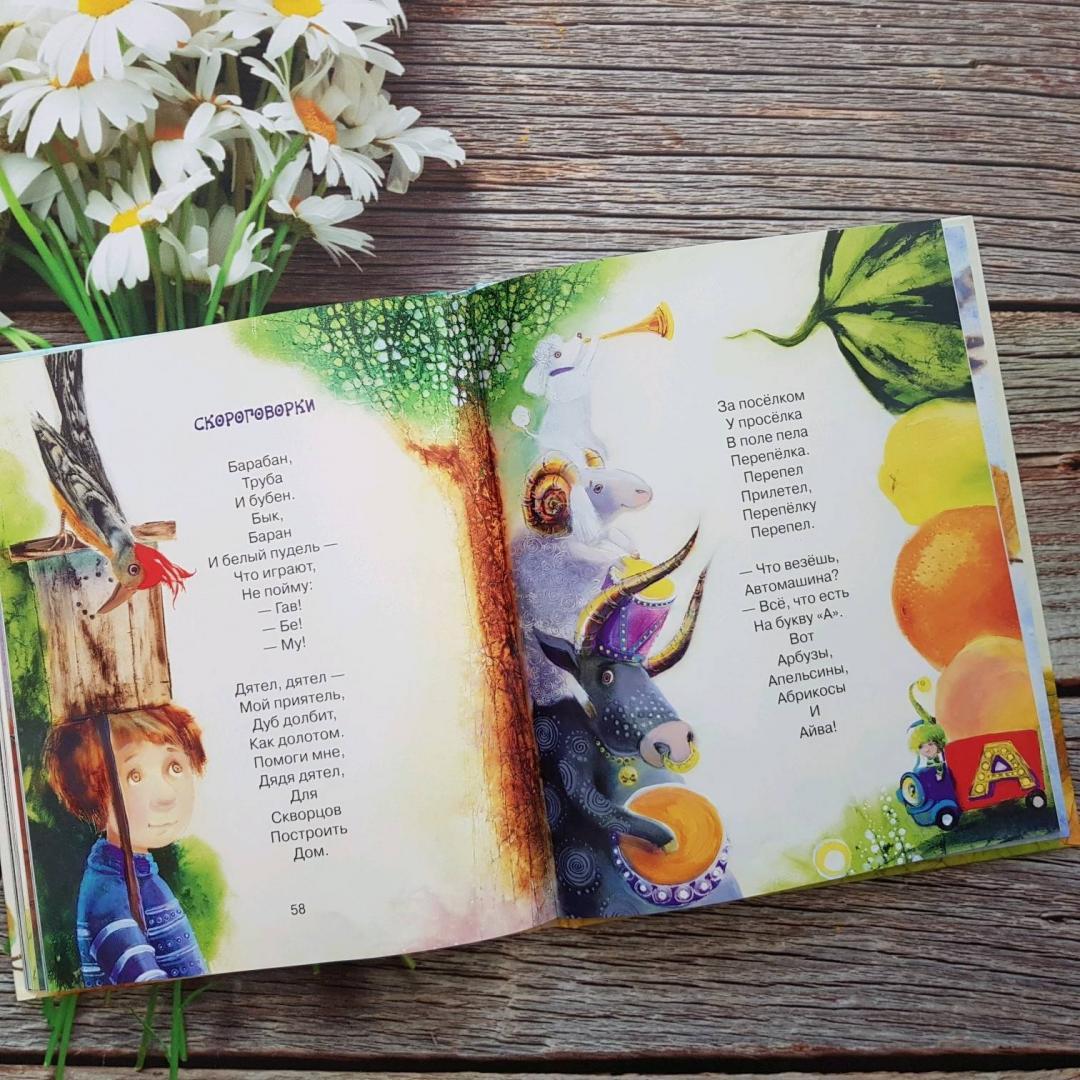 СКОРОГОВОРКИ
Барабан,
Труба
И бубен.
Бык,
Баран
И белый пудель —
Что играют,
Не пойму:
— Гав!
— Бе!
— Му!
Дятел, дятел —
Мой приятель,
Дуб долбит,
Как долотом.
Помоги мне,
Дядя дятел,
Для
Скворцов
Построить
Дом.
58
За посёлком
У просёлка
В поле пела
Перепёлка.
Перепел
Прилетел,
Перепёлку
Перепел.
— Что везёшь,
Автомашина?
— Всё, что есть
На букву «А».
Вот
Арбузы,
Апельсины,
Абрикосы
И
Айва!
А